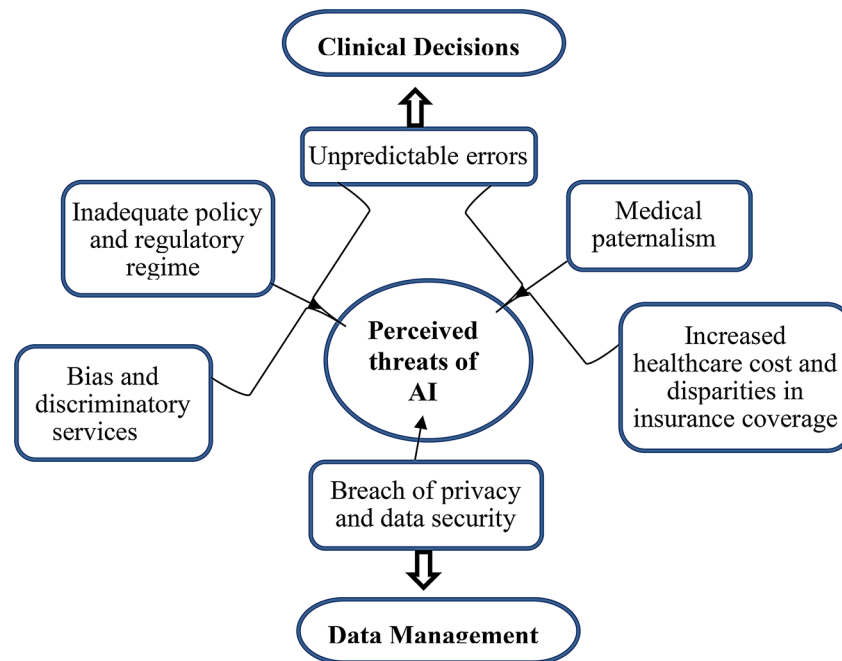 Clinical Decisions
Unpredictable errors
Inadequate policy
and regulatory
regime
Medical
paternalism
Perceived
threats of
AI
Bias and
discriminatory
services
Increased
healthcare cost and
disparities in
insurance coverage
Breach of privacy
and data security
Data Management